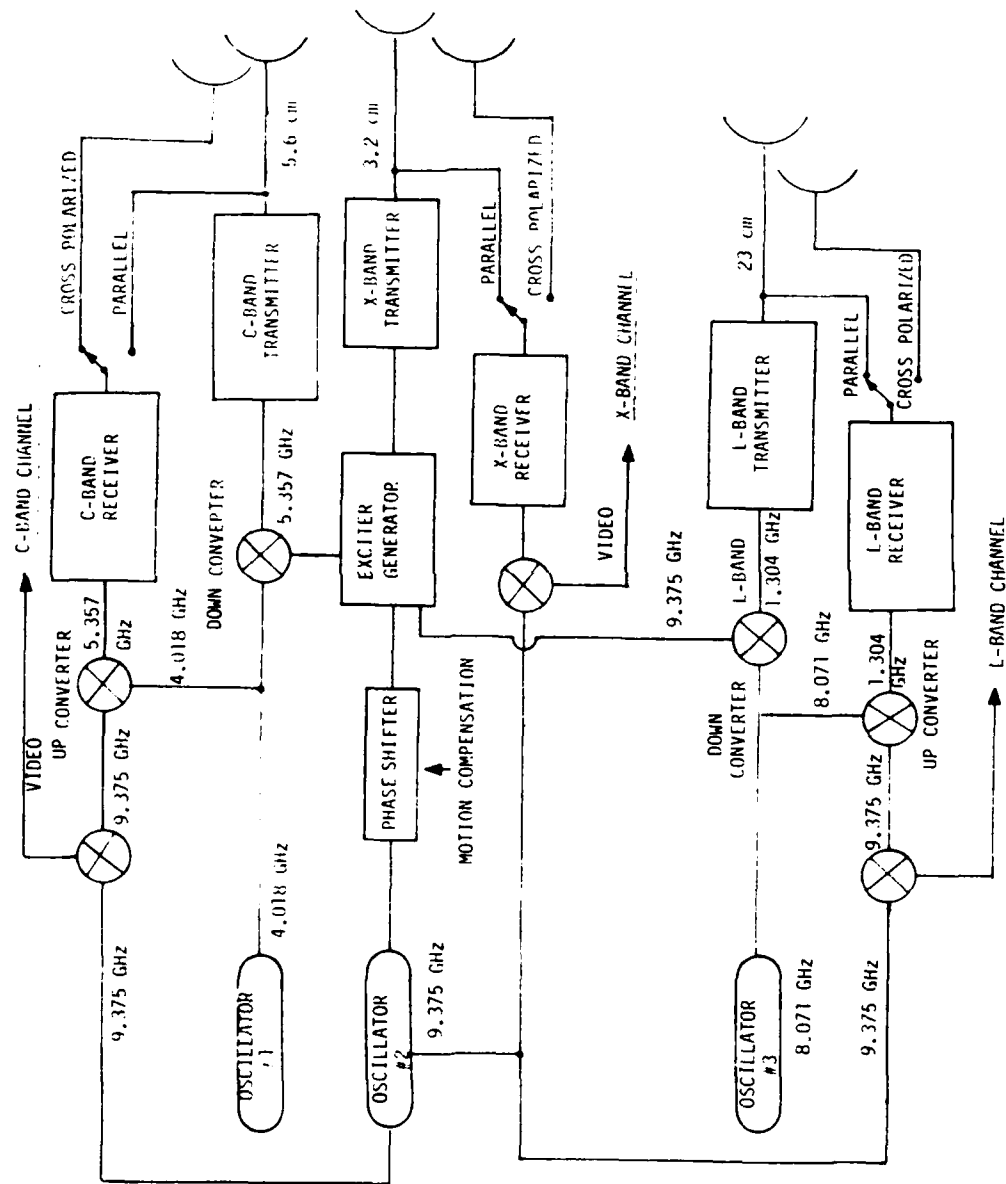 CROSS POLARIZED
PARALLEL
5.6 cm
C-BAND CHANNEL
C-BAND
RECEIVER
C-BAND
TRANSMITTER
VIDEO
UP CONVERTER
5.357
GHz
9.375 GHz
4.018 GHz
DOWN CONVERTER
5.357 GHz
9.375 GHz
4.018 GHz
OSCILLATOR
#1
3.2 cm
X-BAND
TRANSMITTER
PARALLEL
CROSS POLARIZED
EXCITER
GENERATOR
X-BAND
RECEIVER
VIDEO
X-BAND CHANNEL
PHASE SHIFTER
MOTION COMPENSATION
OSCILLATOR
#2
9.375 GHz
9.375 GHz
23 cm
L-BAND
TRANSMITTER
PARALLEL
CROSS POLARIZED
L-BAND
1.304 GHz
DOWN
CONVERTER
8.071 GHz
L-BAND
RECEIVER
1.304
GHz
UP CONVERTER
9.375 GHz
L-BAND CHANNEL
OSCILLATOR
#3
8.071 GHz
9.375 GHz